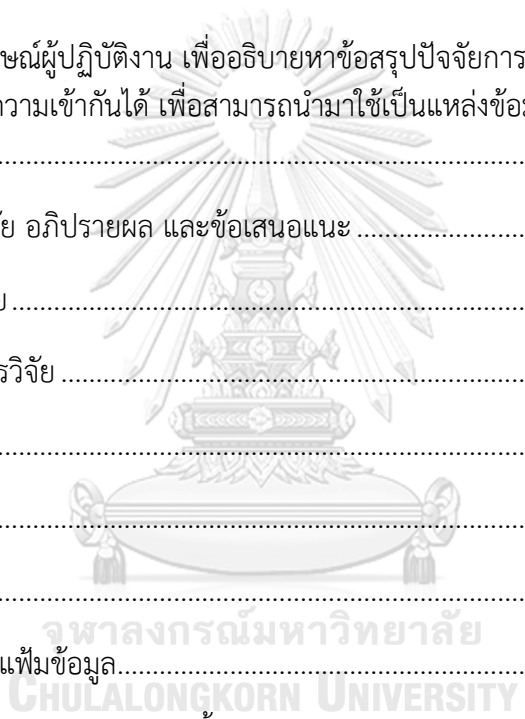 ษณ์ผู้ปฏิบัติงาน เพื่ออธิบายหาข้อสรุปปัจจัยการ
ความเข้ากันได้ เพื่อสามารถนำมาใช้เป็นแหล่งข้อ
...........................................................................
ัย อภิปรายผล และข้อเสนอแนะ ........................
ย ...........................................................................
รวิจัย ...................................................................
...........................................................................
...........................................................................
...........................................................................
จุฬาลงกรณ์มหาวิทยาลัย
แฟ้มข้อมูล...........................................................
CHULALONGKORN UNIVERSITY